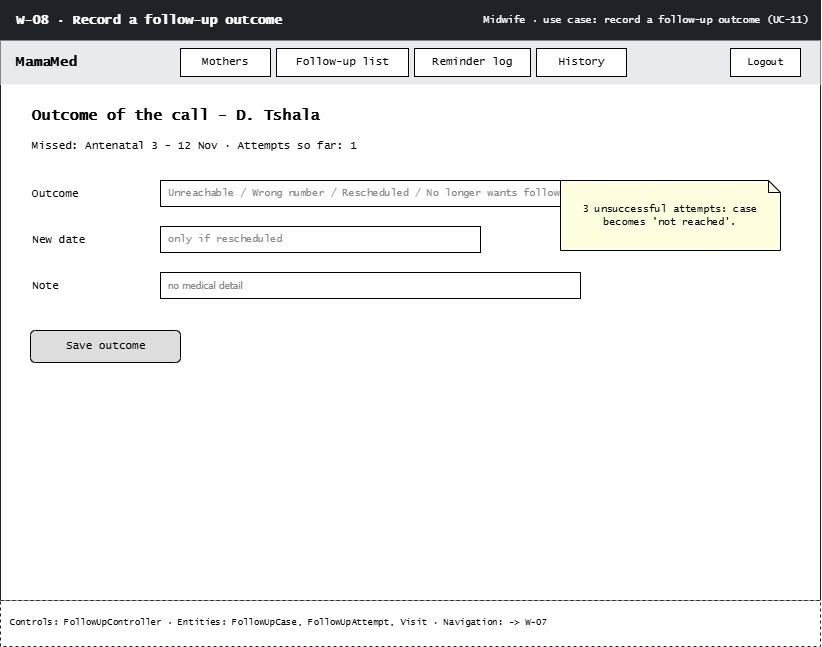 W-08 · Record a follow-up outcome
Midwife · use case: record a follow-up outcome (UC-11)
MamaMed
Mothers
Follow-up list
Reminder log
History
Logout
Outcome of the call - D. Tshala
Missed: Antenatal 3 - 12 Nov · Attempts so far: 1
Outcome
Unreachable / Wrong number / Rescheduled / No longer wants follow
3 unsuccessful attempts: case
becomes 'not reached'.
New date
only if rescheduled
Note
no medical detail
Save outcome
Controls: FollowUpController · Entities: FollowUpCase, FollowUpAttempt, Visit · Navigation: -> W-07